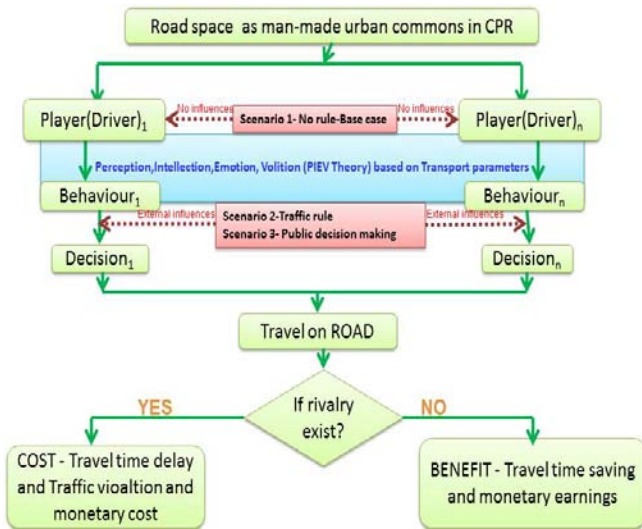 Road space as man-made urban commons in CPR
No influences
No influences
Player(Driver)1
Scenario 1- No rule-Base case
Player(Driver)n
Perception,Intellection,Emotion, Volition (PIEV Theory) based on Transport parameters
Behaviour1
Behaviourn
External influences
Scenario 2-Traffic rule
External influences
Scenario 3- Public decision making
Decision1
Decisionn
Travel on ROAD
YES
If rivalry
NO
exist?
COST - Travel time delay
and Traffic vioaltion and
monetary cost
BENEFIT - Travel time saving
and monetary earnings